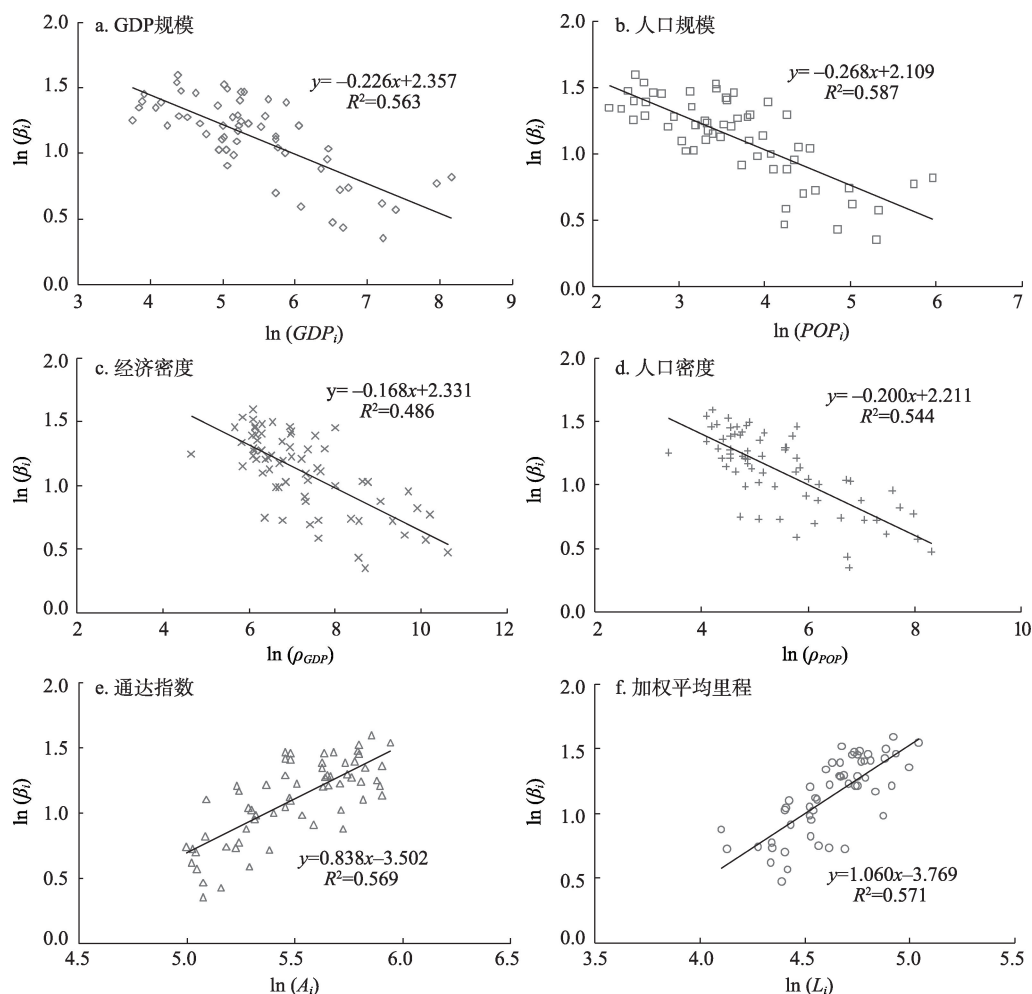 a. GDP规模
y= –0.226x+2.357
R²=0.563
ln (βᵢ)
2.0
1.5
1.0
0.5
0.0
3 4 5 6 7 8 9
ln (GDPᵢ)
b. 人口规模
y= –0.268x+2.109
R²=0.587
ln (βᵢ)
2.0
1.5
1.0
0.5
0.0
2 3 4 5 6 7
ln (POPᵢ)
c. 经济密度
y= –0.168x+2.331
R²=0.486
ln (βᵢ)
2.0
1.5
1.0
0.5
0.0
2 4 6 8 10 12
ln (ρGDP)
d. 人口密度
y= –0.200x+2.211
R²=0.544
ln (βᵢ)
2.0
1.5
1.0
0.5
0.0
2 4 6 8 10
ln (ρPOP)
e. 通达指数
y=0.838x–3.502
R²=0.569
ln (βᵢ)
2.0
1.5
1.0
0.5
0.0
4.5 5.0 5.5 6.0 6.5
ln (Aᵢ)
f. 加权平均里程
y=1.060x–3.769
R²=0.571
ln (βᵢ)
2.0
1.5
1.0
0.5
0.0
3.5 4.0 4.5 5.0 5.5
ln (Lᵢ)